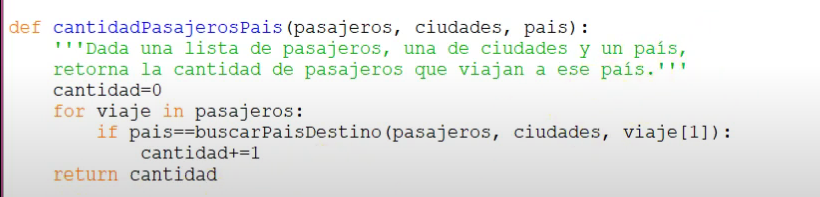 def cantidadPasajerosPais(pasajeros, ciudades, pais):
    '''Dada una lista de pasajeros, una de ciudades y un país,
    retorna la cantidad de pasajeros que viajan a ese país.'''
    cantidad=0
    for viaje in pasajeros:
        if pais==buscarPaisDestino(pasajeros, ciudades, viaje[1]):
            cantidad+=1
    return cantidad